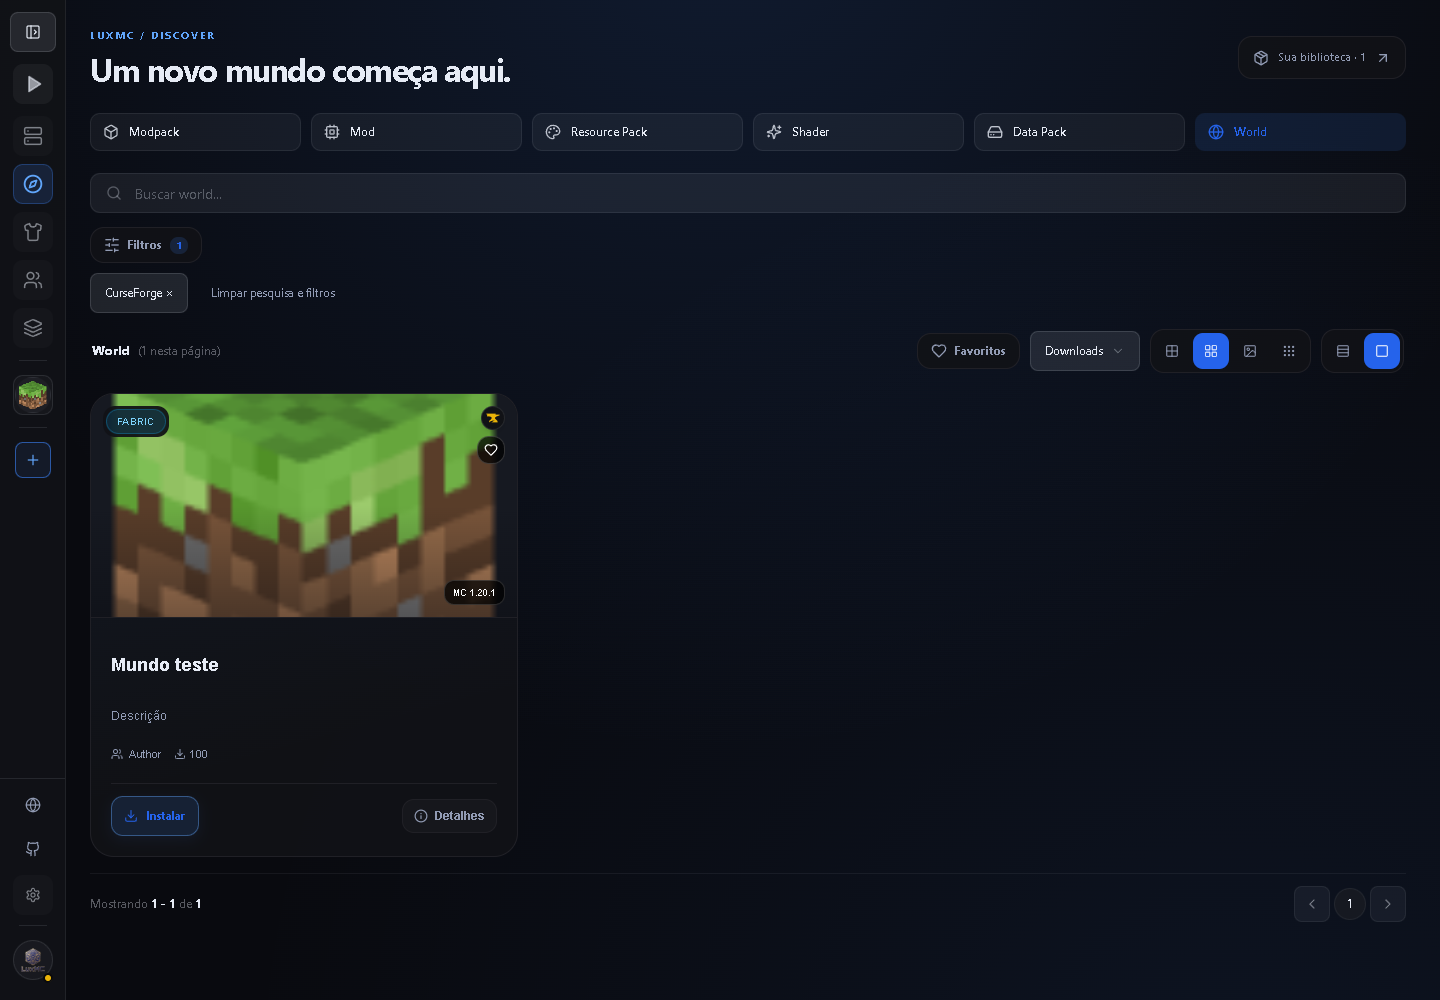 LUXMC / DISCOVER
Um novo mundo começa aqui.
Sua biblioteca · 1
Modpack
Mod
Resource Pack
Shader
Data Pack
World
Buscar world...
Filtros 1
CurseForge ×
Limpar pesquisa e filtros
World (1 nesta página)
Favoritos
Downloads
FABRIC
MC 1.20.1
Mundo teste
Descrição
Author 100
Instalar
Detalhes
Mostrando 1 - 1 de 1
1
LuxMC